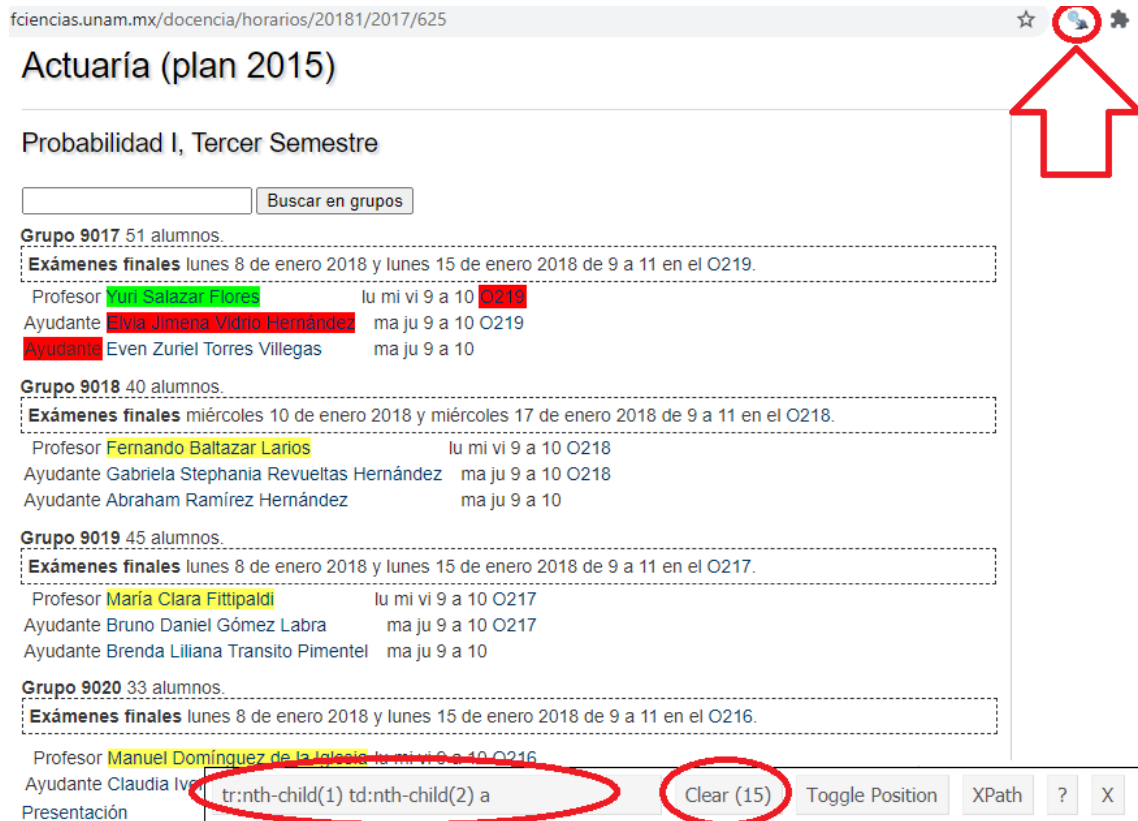 fciencias.unam.mx/docencia/horarios/20181/2017/625
Actuaría (plan 2015)
Probabilidad I, Tercer Semestre
Buscar en grupos
Grupo 9017 51 alumnos.
Exámenes finales lunes 8 de enero 2018 y lunes 15 de enero 2018 de 9 a 11 en el O219.
Profesor Yuri Salazar Flores lu mi vi 9 a 10 O219
Ayudante Elvia Jimena Vidrio Hernández ma ju 9 a 10 O219
Ayudante Even Zuriel Torres Villegas ma ju 9 a 10
Grupo 9018 40 alumnos.
Exámenes finales miércoles 10 de enero 2018 y miércoles 17 de enero 2018 de 9 a 11 en el O218.
Profesor Fernando Baltazar Larios lu mi vi 9 a 10 O218
Ayudante Gabriela Stephania Revueltas Hernández ma ju 9 a 10 O218
Ayudante Abraham Ramírez Hernández ma ju 9 a 10
Grupo 9019 45 alumnos.
Exámenes finales lunes 8 de enero 2018 y lunes 15 de enero 2018 de 9 a 11 en el O217.
Profesor María Clara Fittipaldi lu mi vi 9 a 10 O217
Ayudante Bruno Daniel Gómez Labra ma ju 9 a 10 O217
Ayudante Brenda Liliana Transito Pimentel ma ju 9 a 10
Grupo 9020 33 alumnos.
Exámenes finales lunes 8 de enero 2018 y lunes 15 de enero 2018 de 9 a 11 en el O216.
Profesor Manuel Domínguez de la Iglesia lu mi vi 9 a 10 O216
Ayudante Claudia Ive
Presentación
tr:nth-child(1) td:nth-child(2) a
Clear (15) Toggle Position XPath ? X